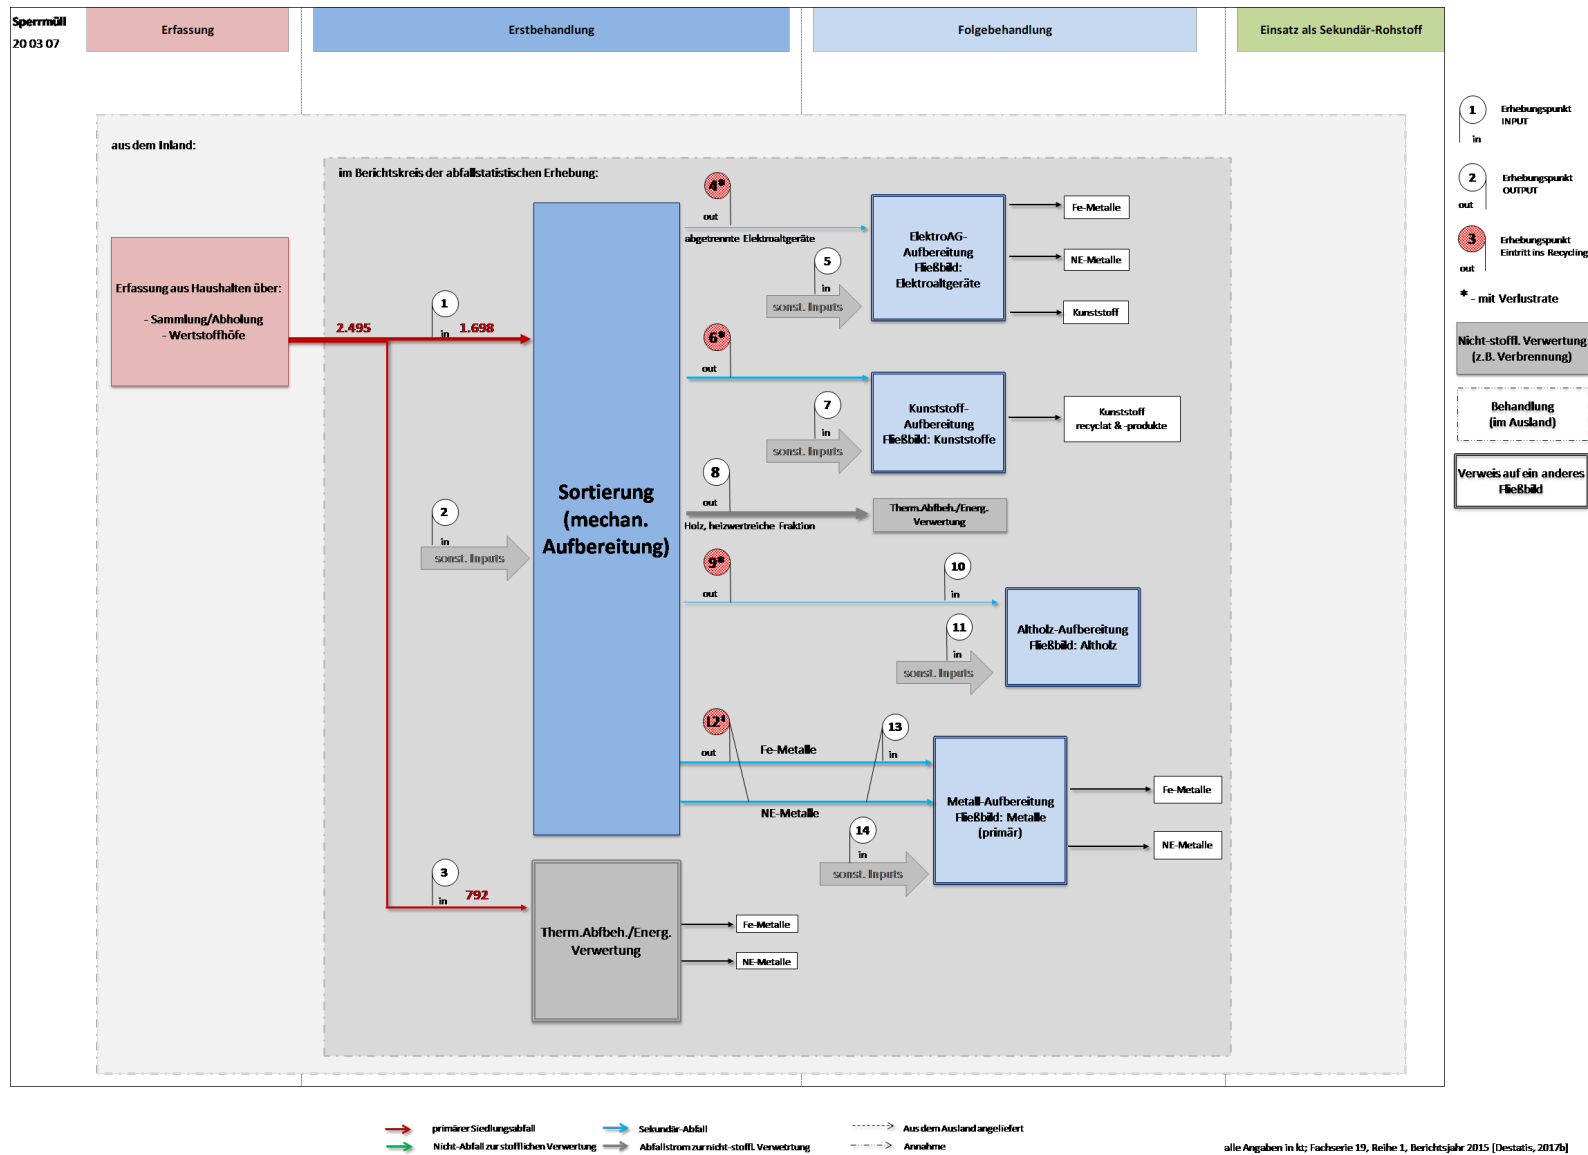 Sperrmüll
20 03 07
Erfassung
Erstbehandlung
Folgebehandlung
Einsatz als Sekundär-Rohstoff
aus dem Inland:
im Berichtskreis der abfallstatistischen Erhebung:
Erfassung aus Haushalten über:
- Sammlung/Abholung
- Wertstoffhöfe
2.495
1
in
1.698
2
in
sonst. Inputs
3
in
792
Sortierung
(mechan.
Aufbereitung)
Therm.Abfbeh./Energ.
Verwertung
Fe-Metalle
NE-Metalle
4*
out
abgetrennte Elektroaltgeräte
5
in
sonst. Inputs
ElektroAG-
Aufbereitung
Fließbild:
Elektroaltgeräte
Fe-Metalle
NE-Metalle
Kunststoff
6*
out
7
in
sonst. Inputs
Kunststoff-
Aufbereitung
Fließbild: Kunststoffe
Kunststoff
recyclat & -produkte
8
out
Holz, heizwertreiche Fraktion
Therm.Abfbeh./Energ.
Verwertung
9*
out
10
in
11
in
sonst. Inputs
Altholz-Aufbereitung
Fließbild: Altholz
12*
out
Fe-Metalle
13
in
NE-Metalle
14
in
sonst. Inputs
Metall-Aufbereitung
Fließbild: Metalle
(primär)
Fe-Metalle
NE-Metalle
1
in
Erhebungspunkt
INPUT
2
out
Erhebungspunkt
OUTPUT
3
out
Erhebungspunkt
Eintritt ins Recycling
* - mit Verlustrate
Nicht-stoffl. Verwertung
(z.B. Verbrennung)
Behandlung
(im Ausland)
Verweis auf ein anderes
Fließbild
primärer Siedlungsabfall
Sekundär-Abfall
Aus dem Ausland angeliefert
Nicht-Abfall zur stofflichen Verwertung
Abfallstrom zur nicht-stoffl. Verwetrtung
Annahme
alle Angaben in kt; Fachserie 19, Reihe 1, Berichtsjahr 2015 [Destatis, 2017b]